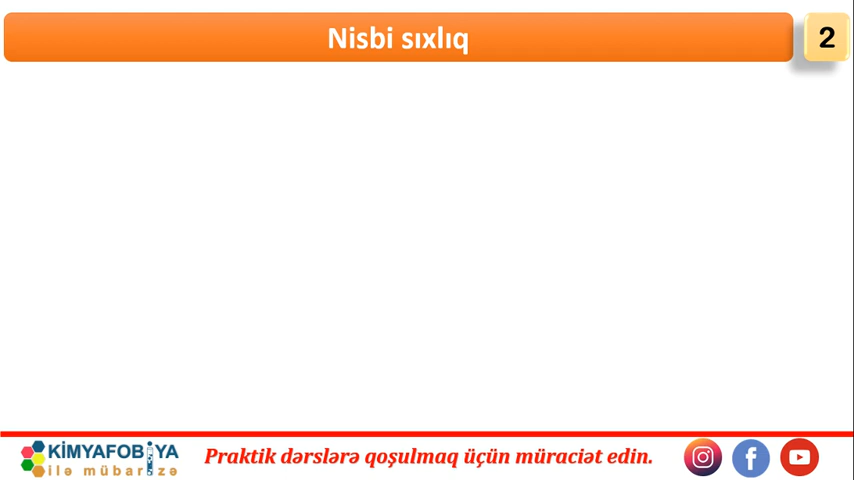 Nisbi sıxlıq
2
KİMYAFOBİYA
ilə mübarizə
Praktik dərslərə qoşulmaq üçün müraciət edin.